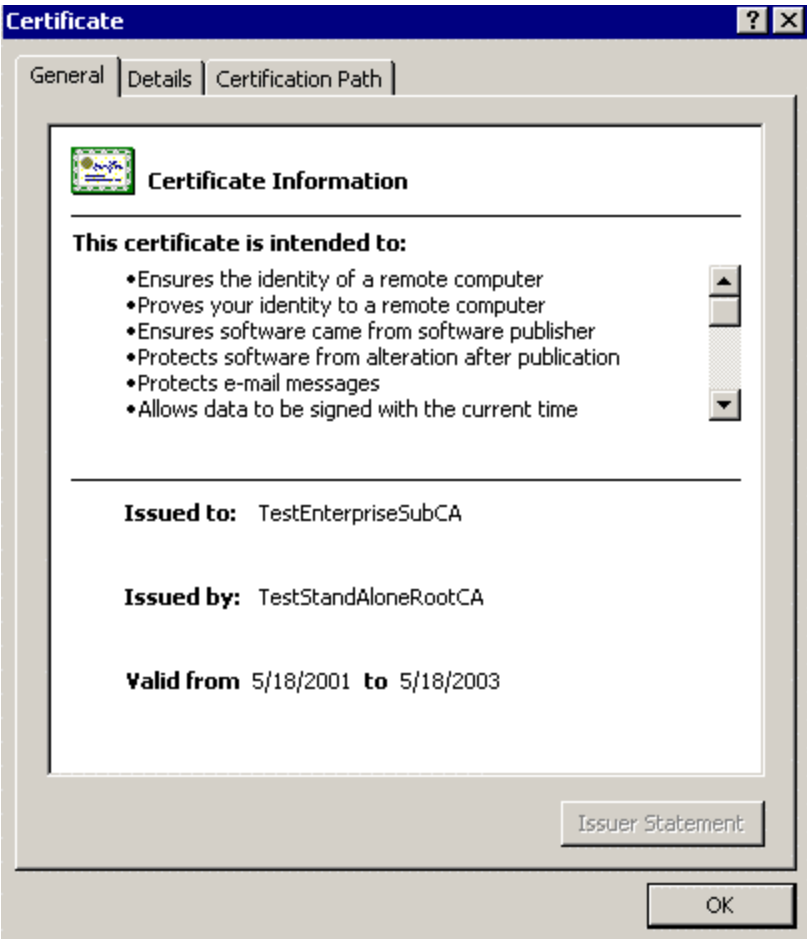 Certificate
General Details Certification Path
Certificate Information
This certificate is intended to:
•Ensures the identity of a remote computer
•Proves your identity to a remote computer
•Ensures software came from software publisher
•Protects software from alteration after publication
•Protects e-mail messages
•Allows data to be signed with the current time
Issued to: TestEnterpriseSubCA
Issued by: TestStandAloneRootCA
Valid from 5/18/2001 to 5/18/2003
Issuer Statement
OK